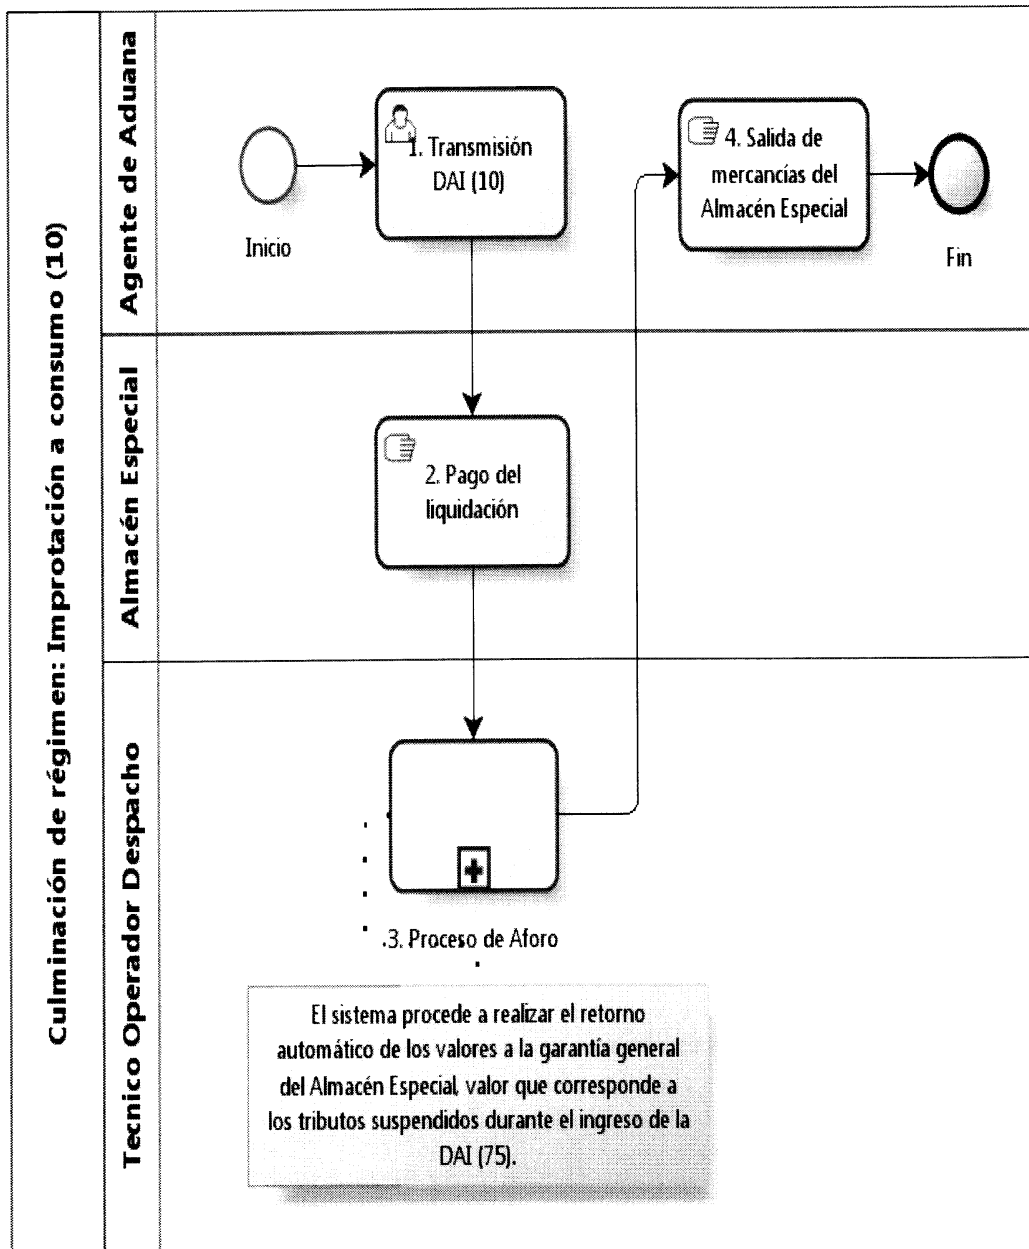 Culminación de régimen: Improtación a consumo (10)
Agente de Aduana
Inicio
1. Transmisión
DAI (10)
4. Salida de
mercancías del
Almacén Especial
Fin
Almacén Especial
2. Pago del
liquidación
Tecnico Operador Despacho
3. Proceso de Aforo
El sistema procede a realizar el retorno
automático de los valores a la garantía general
del Almacén Especial, valor que corresponde a
los tributos suspendidos durante el ingreso de la
DAI (75).